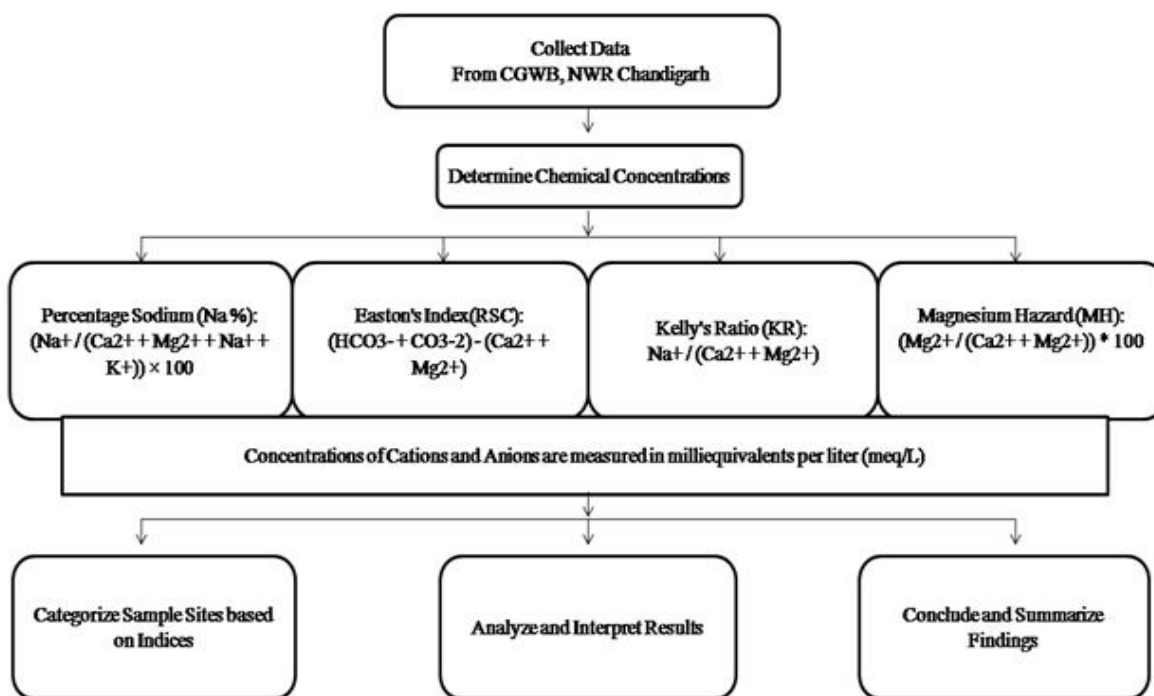 Collect Data
From CGWB, NWR Chandigarh
Determine Chemical Concentrations
Percentage Sodium (Na %):
(Na+ / (Ca2+ + Mg2+ + Na+ +
K+)) × 100
Easton's Index(RSC):
(HCO3- + CO3-2) - (Ca2+ +
Mg2+)
Kelly's Ratio (KR):
Na+ / (Ca2+ + Mg2+)
Magnesium Hazard (MH):
(Mg2+ / (Ca2+ + Mg2+)) * 100
Concentrations of Cations and Anions are measured in milliequivalents per liter (meq/L)
Categorize Sample Sites based
on Indices
Analyze and Interpret Results
Conclude and Summarize
Findings